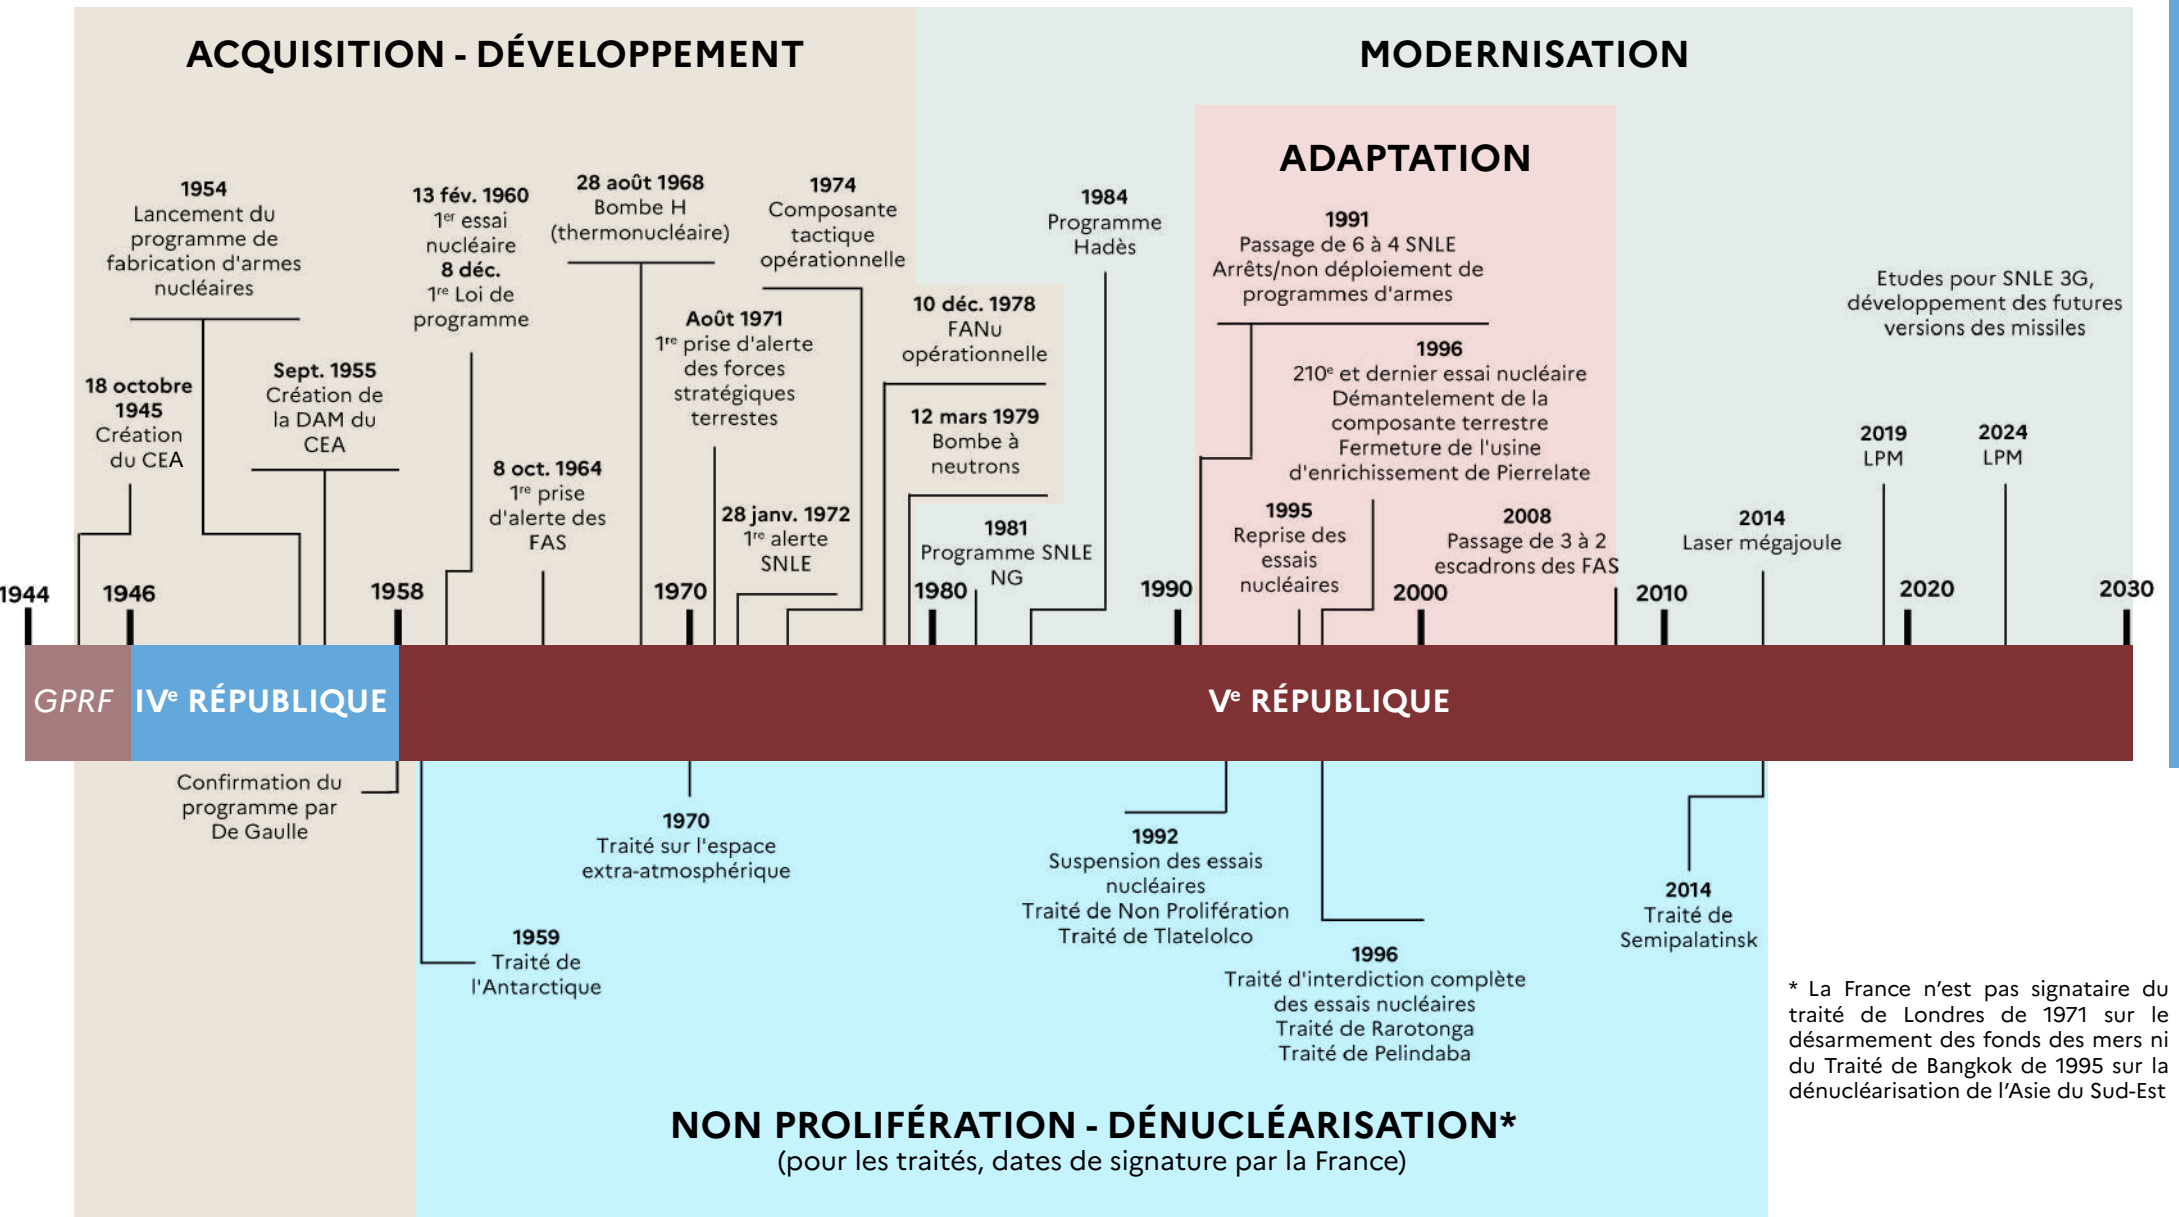 ACQUISITION - DÉVELOPPEMENT
MODERNISATION
ADAPTATION
1954
Lancement du
programme de
fabrication d'armes
nucléaires
18 octobre
1945
Création
du CEA
Sept. 1955
Création de
la DAM du
CEA
13 fév. 1960
1er essai
nucléaire
8 déc.
1re Loi de
programme
8 oct. 1964
1re prise
d'alerte des
FAS
28 août 1968
Bombe H
(thermonucléaire)
Août 1971
1re prise d'alerte
des forces
stratégiques
terrestes
28 janv. 1972
1re alerte
SNLE
1974
Composante
tactique
opérationnelle
10 déc. 1978
FANu
opérationnelle
12 mars 1979
Bombe à
neutrons
1981
Programme SNLE
NG
1984
Programme
Hadès
1991
Passage de 6 à 4 SNLE
Arrêts/non déploiement de
programmes d'armes
1996
210e et dernier essai nucléaire
Démantelement de la
composante terrestre
Fermeture de l'usine
d'enrichissement de Pierrelate
1995
Reprise des
essais
nucléaires
2008
Passage de 3 à 2
escadrons des FAS
2014
Laser mégajoule
Etudes pour SNLE 3G,
développement des futures
versions des missiles
2019
LPM
2024
LPM
1944
1946
1958
1970
1980
1990
2000
2010
2020
2030
GPRF
IVe RÉPUBLIQUE
Ve RÉPUBLIQUE
Confirmation du
programme par
De Gaulle
1959
Traité de
l'Antarctique
1970
Traité sur l'espace
extra-atmosphérique
1992
Suspension des essais
nucléaires
Traité de Non Prolifération
Traité de Tlatelolco
1996
Traité d'interdiction complète
des essais nucléaires
Traité de Rarotonga
Traité de Pelindaba
2014
Traité de
Semipalatinsk
* La France n’est pas signataire du
traité de Londres de 1971 sur le
désarmement des fonds des mers ni
du Traité de Bangkok de 1995 sur la
dénucléarisation de l’Asie du Sud-Est
NON PROLIFÉRATION - DÉNUCLÉARISATION*
(pour les traités, dates de signature par la France)